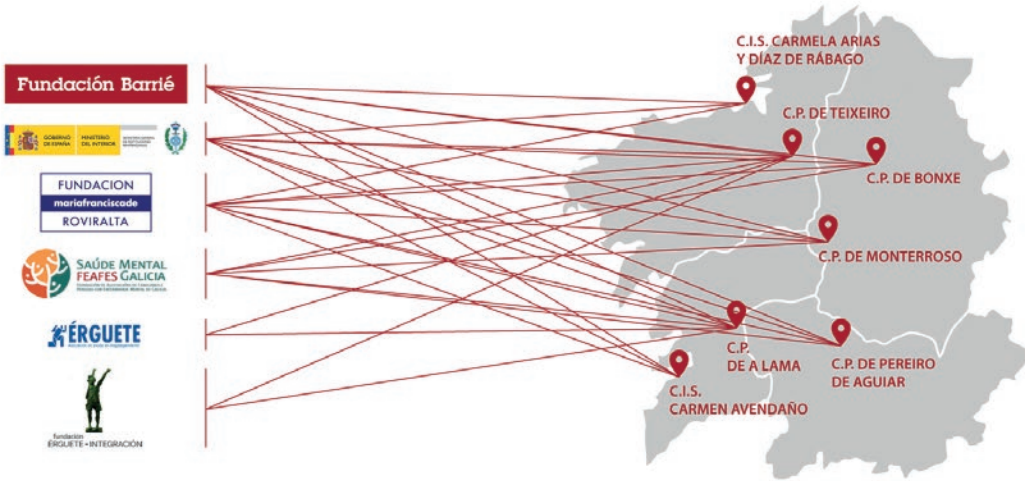 Fundación Barrié
GOBIERNO
DE ESPAÑA
MINISTERIO
DEL INTERIOR
FUNDACION
mariafranciscade
ROVIRALTA
SAÚDE MENTAL
FEAFES GALICIA
ÉRGUETE
fundación
ÉRGUETE-INTEGRACIÓN
C.I.S. CARMELA ARIAS
Y DÍAZ DE RÁBAGO
C.P. DE TEIXEIRO
C.P. DE BONXE
C.P. DE MONTERROSO
C.P.
DE A LAMA
C.P. DE PEREIRO
DE AGUIAR
C.I.S.
CARMEN AVENDAÑO